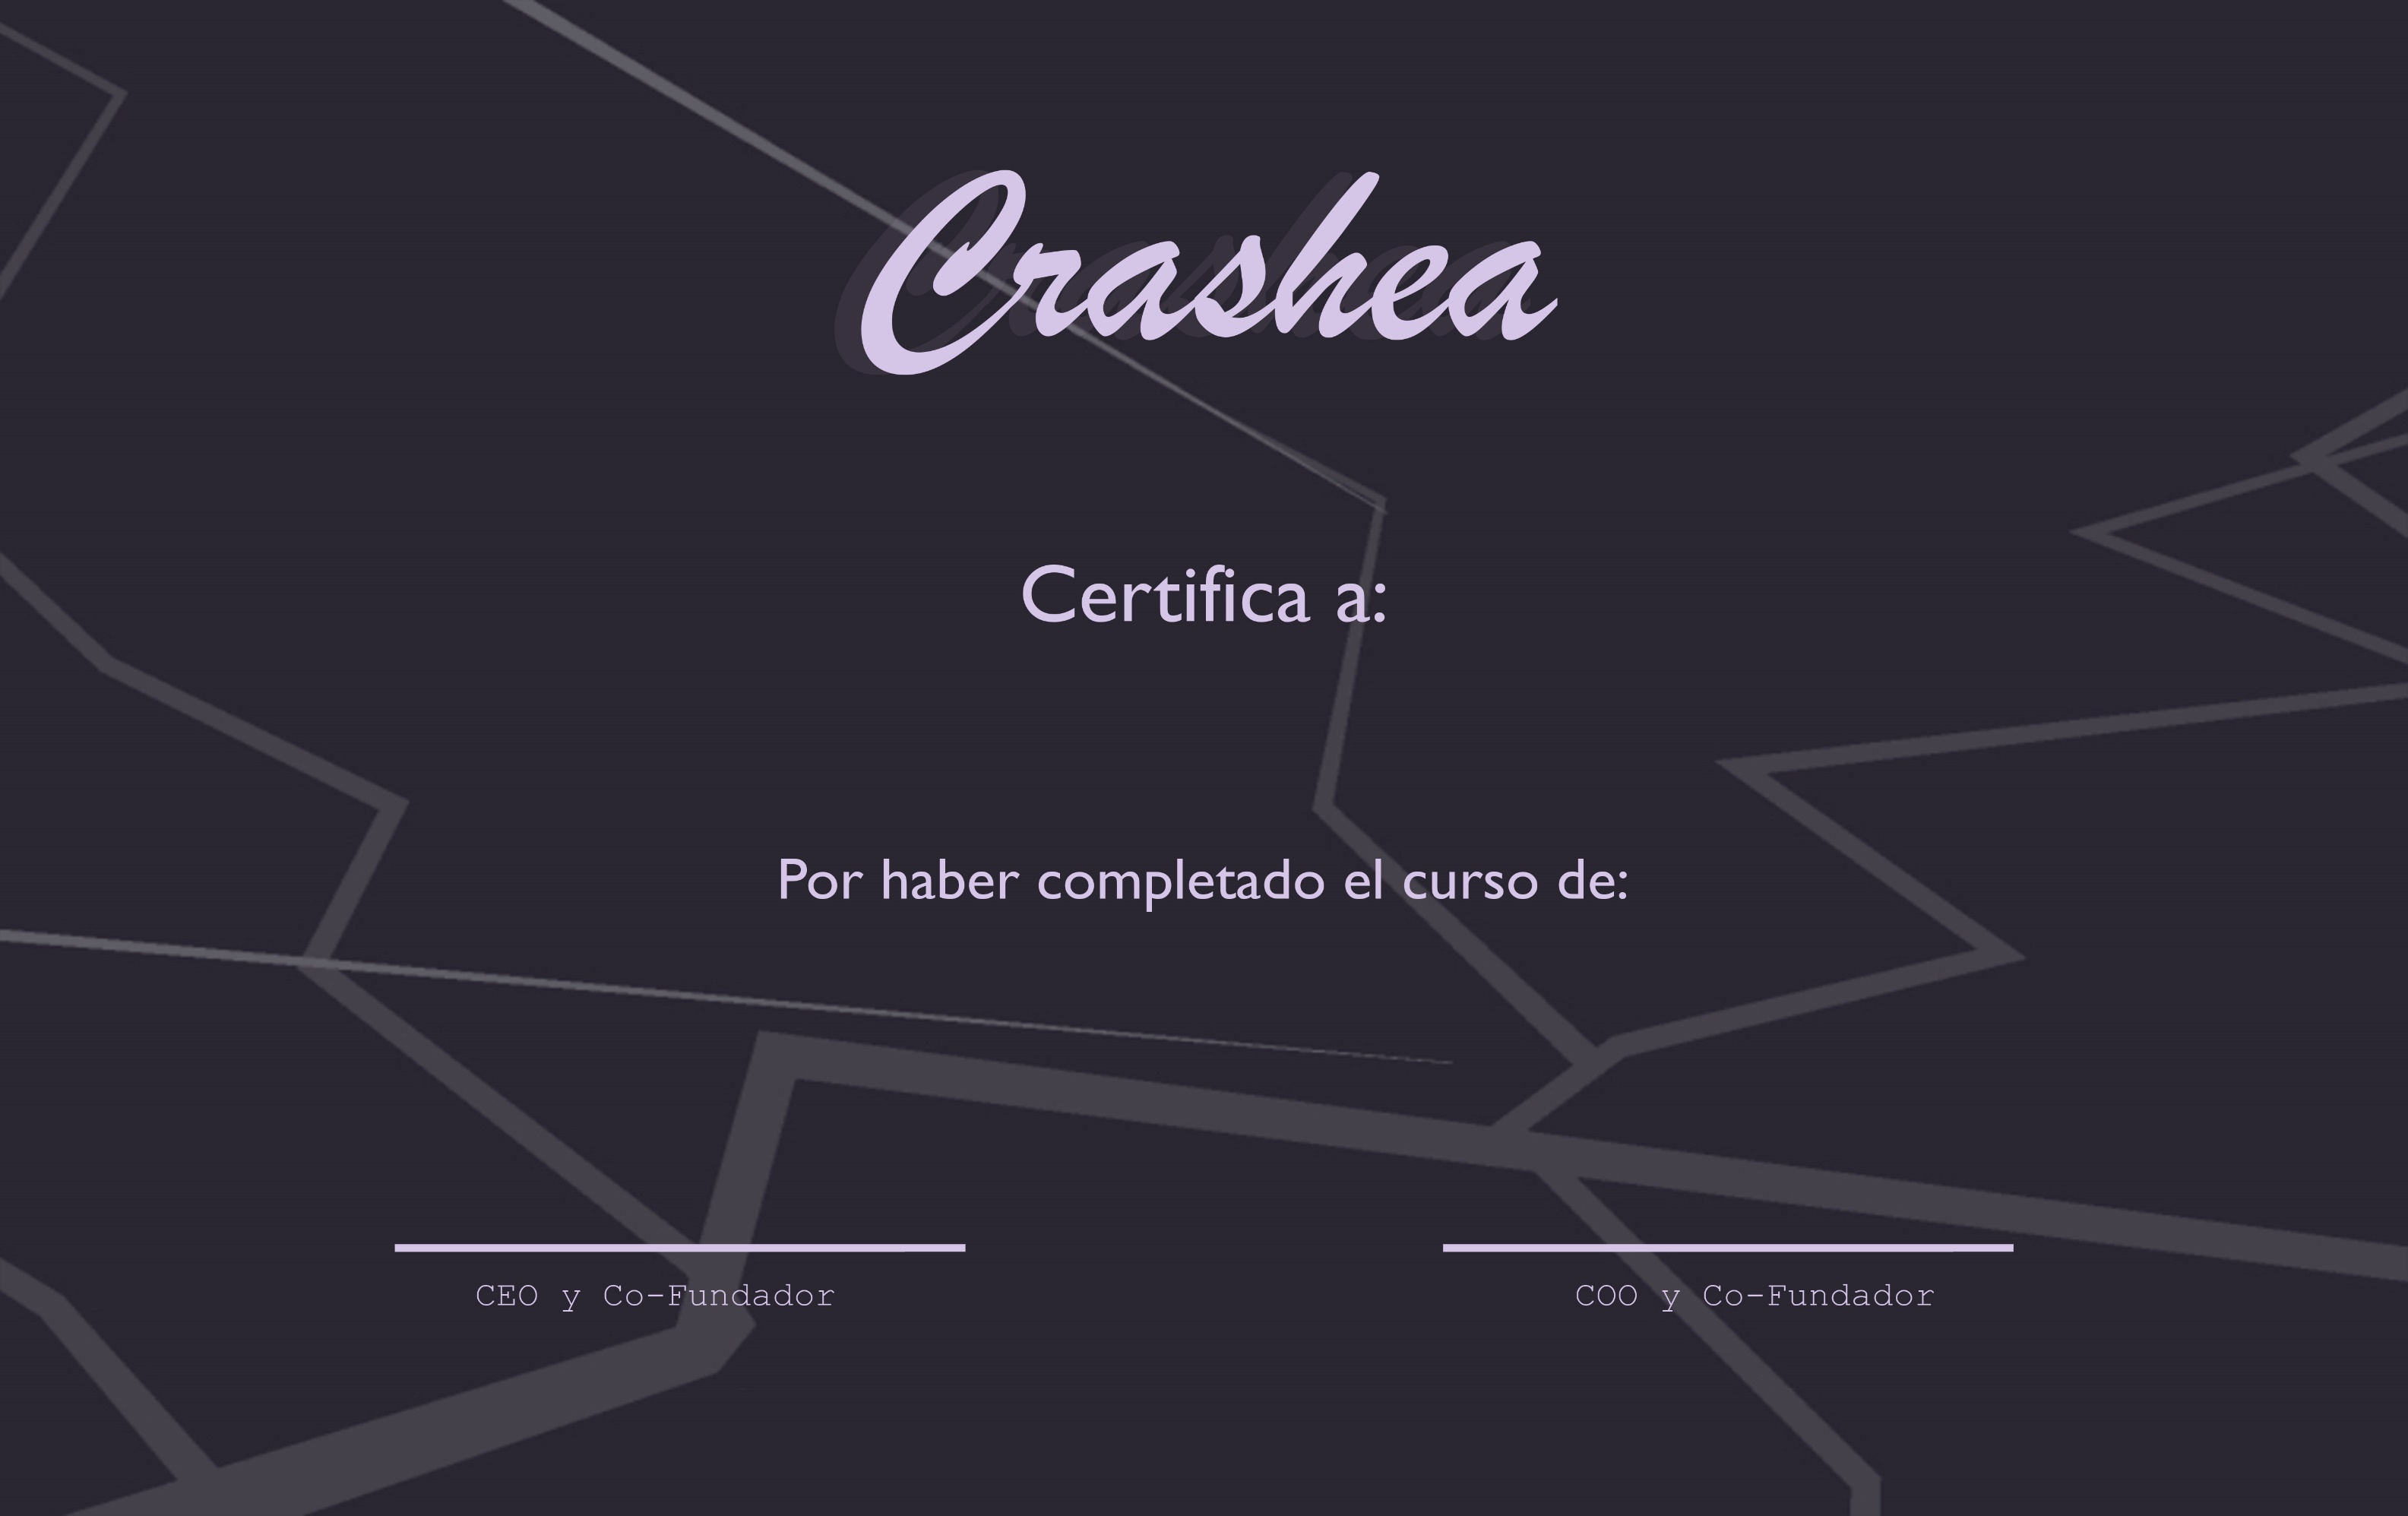 Crashea
Certifica a:
Por haber completado el curso de:
CEO y Co-Fundador
COO y Co-Fundador